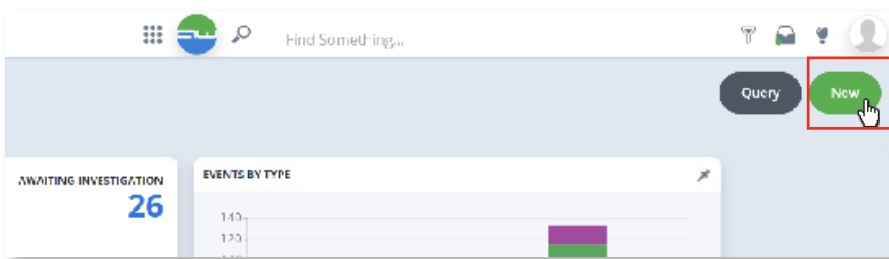 Find Something...
Query
New
AWAITING INVESTIGATION
26
EVENTS BY TYPE
140
120